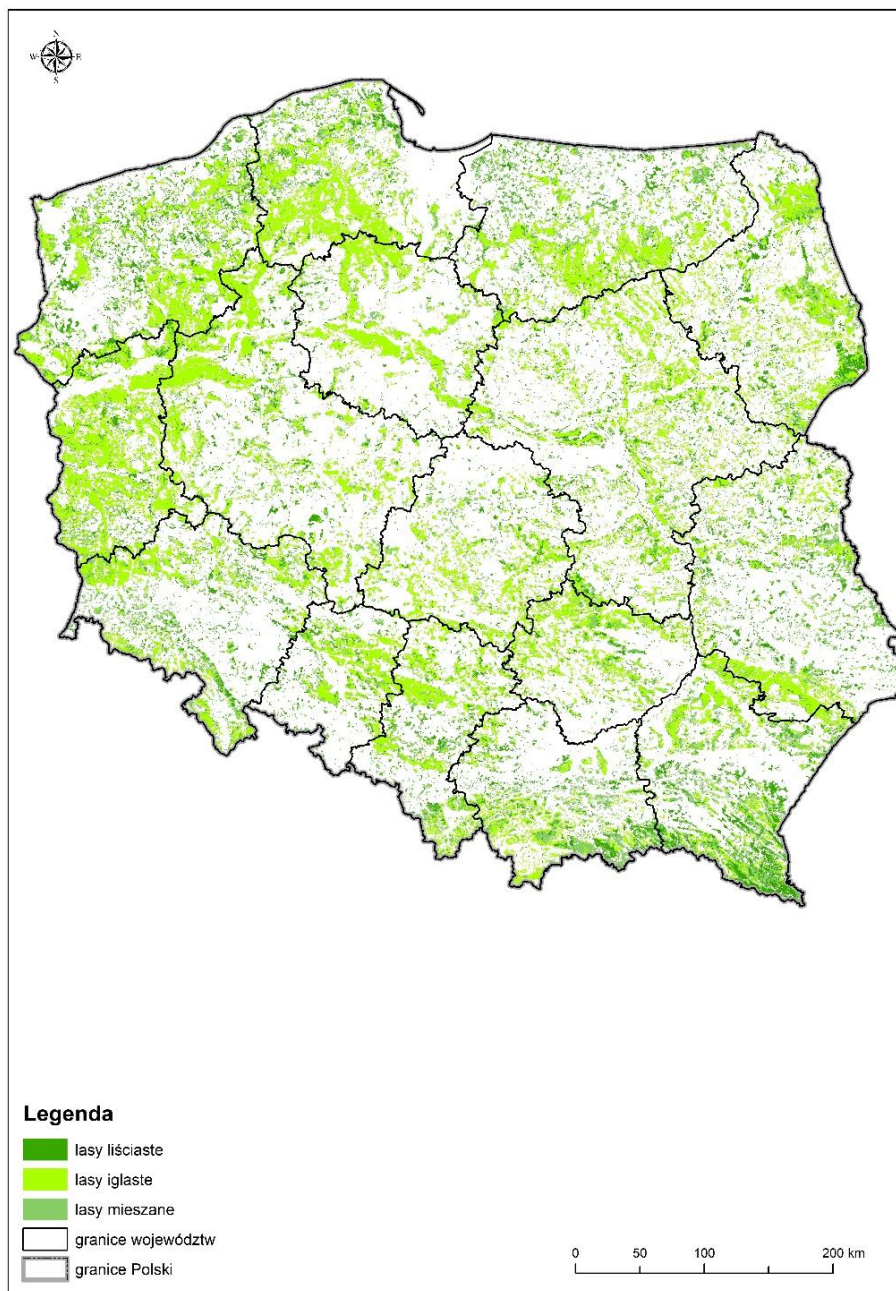 N
W E
S
Legenda
lasy liściaste
lasy iglaste
lasy mieszane
granice województw
granice Polski
0 50 100 200 km